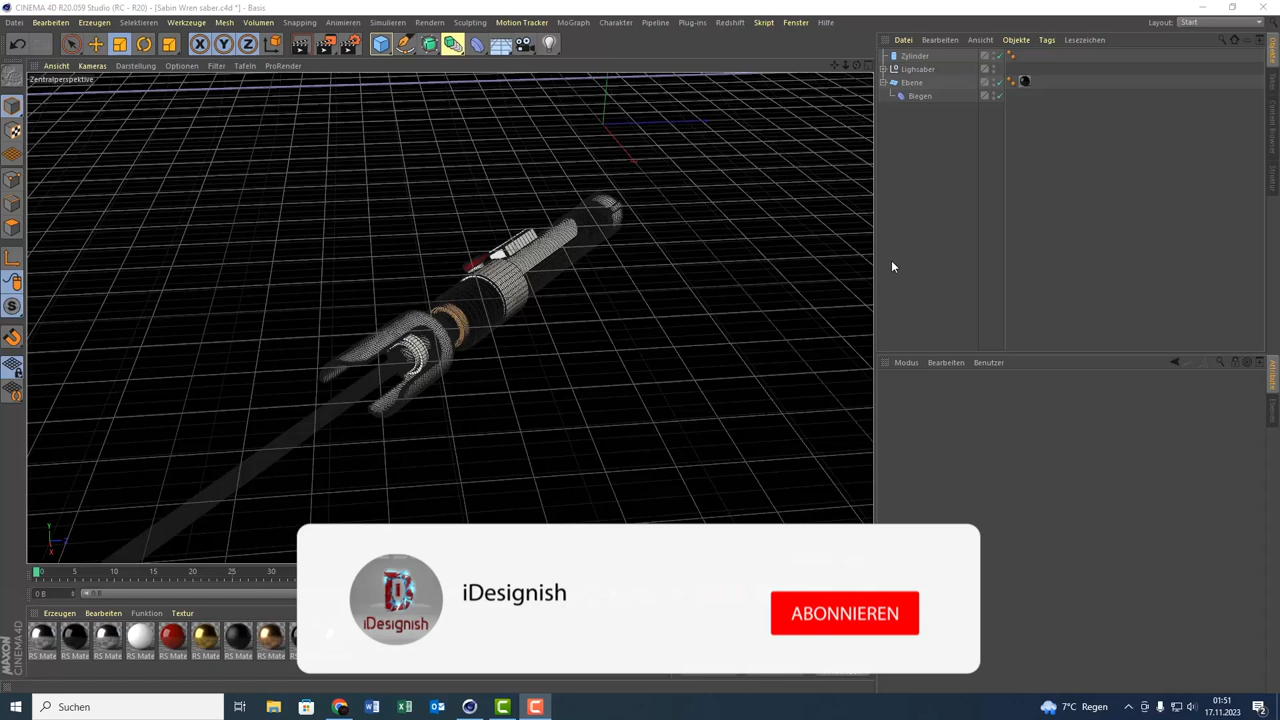 CINEMA 4D R20.059 Studio (RC - R20) - [Sabin Wren saber.c4d *] - Basis
Datei Bearbeiten Erzeugen Selektieren Werkzeuge Mesh Volumen Snapping Animieren Simulieren Rendern Sculpting Motion Tracker MoGraph Charakter Pipeline Plug-ins Redshift Skript Fenster Hilfe Layout: Start
X Y Z
Datei Bearbeiten Ansicht Objekte Tags Lesezeichen
Ansicht Kameras Darstellung Optionen Filter Tafeln ProRender
Zentralperspektive
Zylinder
Lighsaber
Ebene
Biegen
Modus Bearbeiten Benutzer
Attribute
Y
Z
X
0 5 10 15 20 25 30
0 B 0 B
Erzeugen Bearbeiten Funktion Textur
RS Mate RS Mate RS Mate RS Mate RS Mate RS Mate RS Mate RS Mate
MAXON CINEMA 4D
iDesignish
iDesignish
ABONNIEREN
Suchen
7°C Regen
01:51
17.11.2023
2